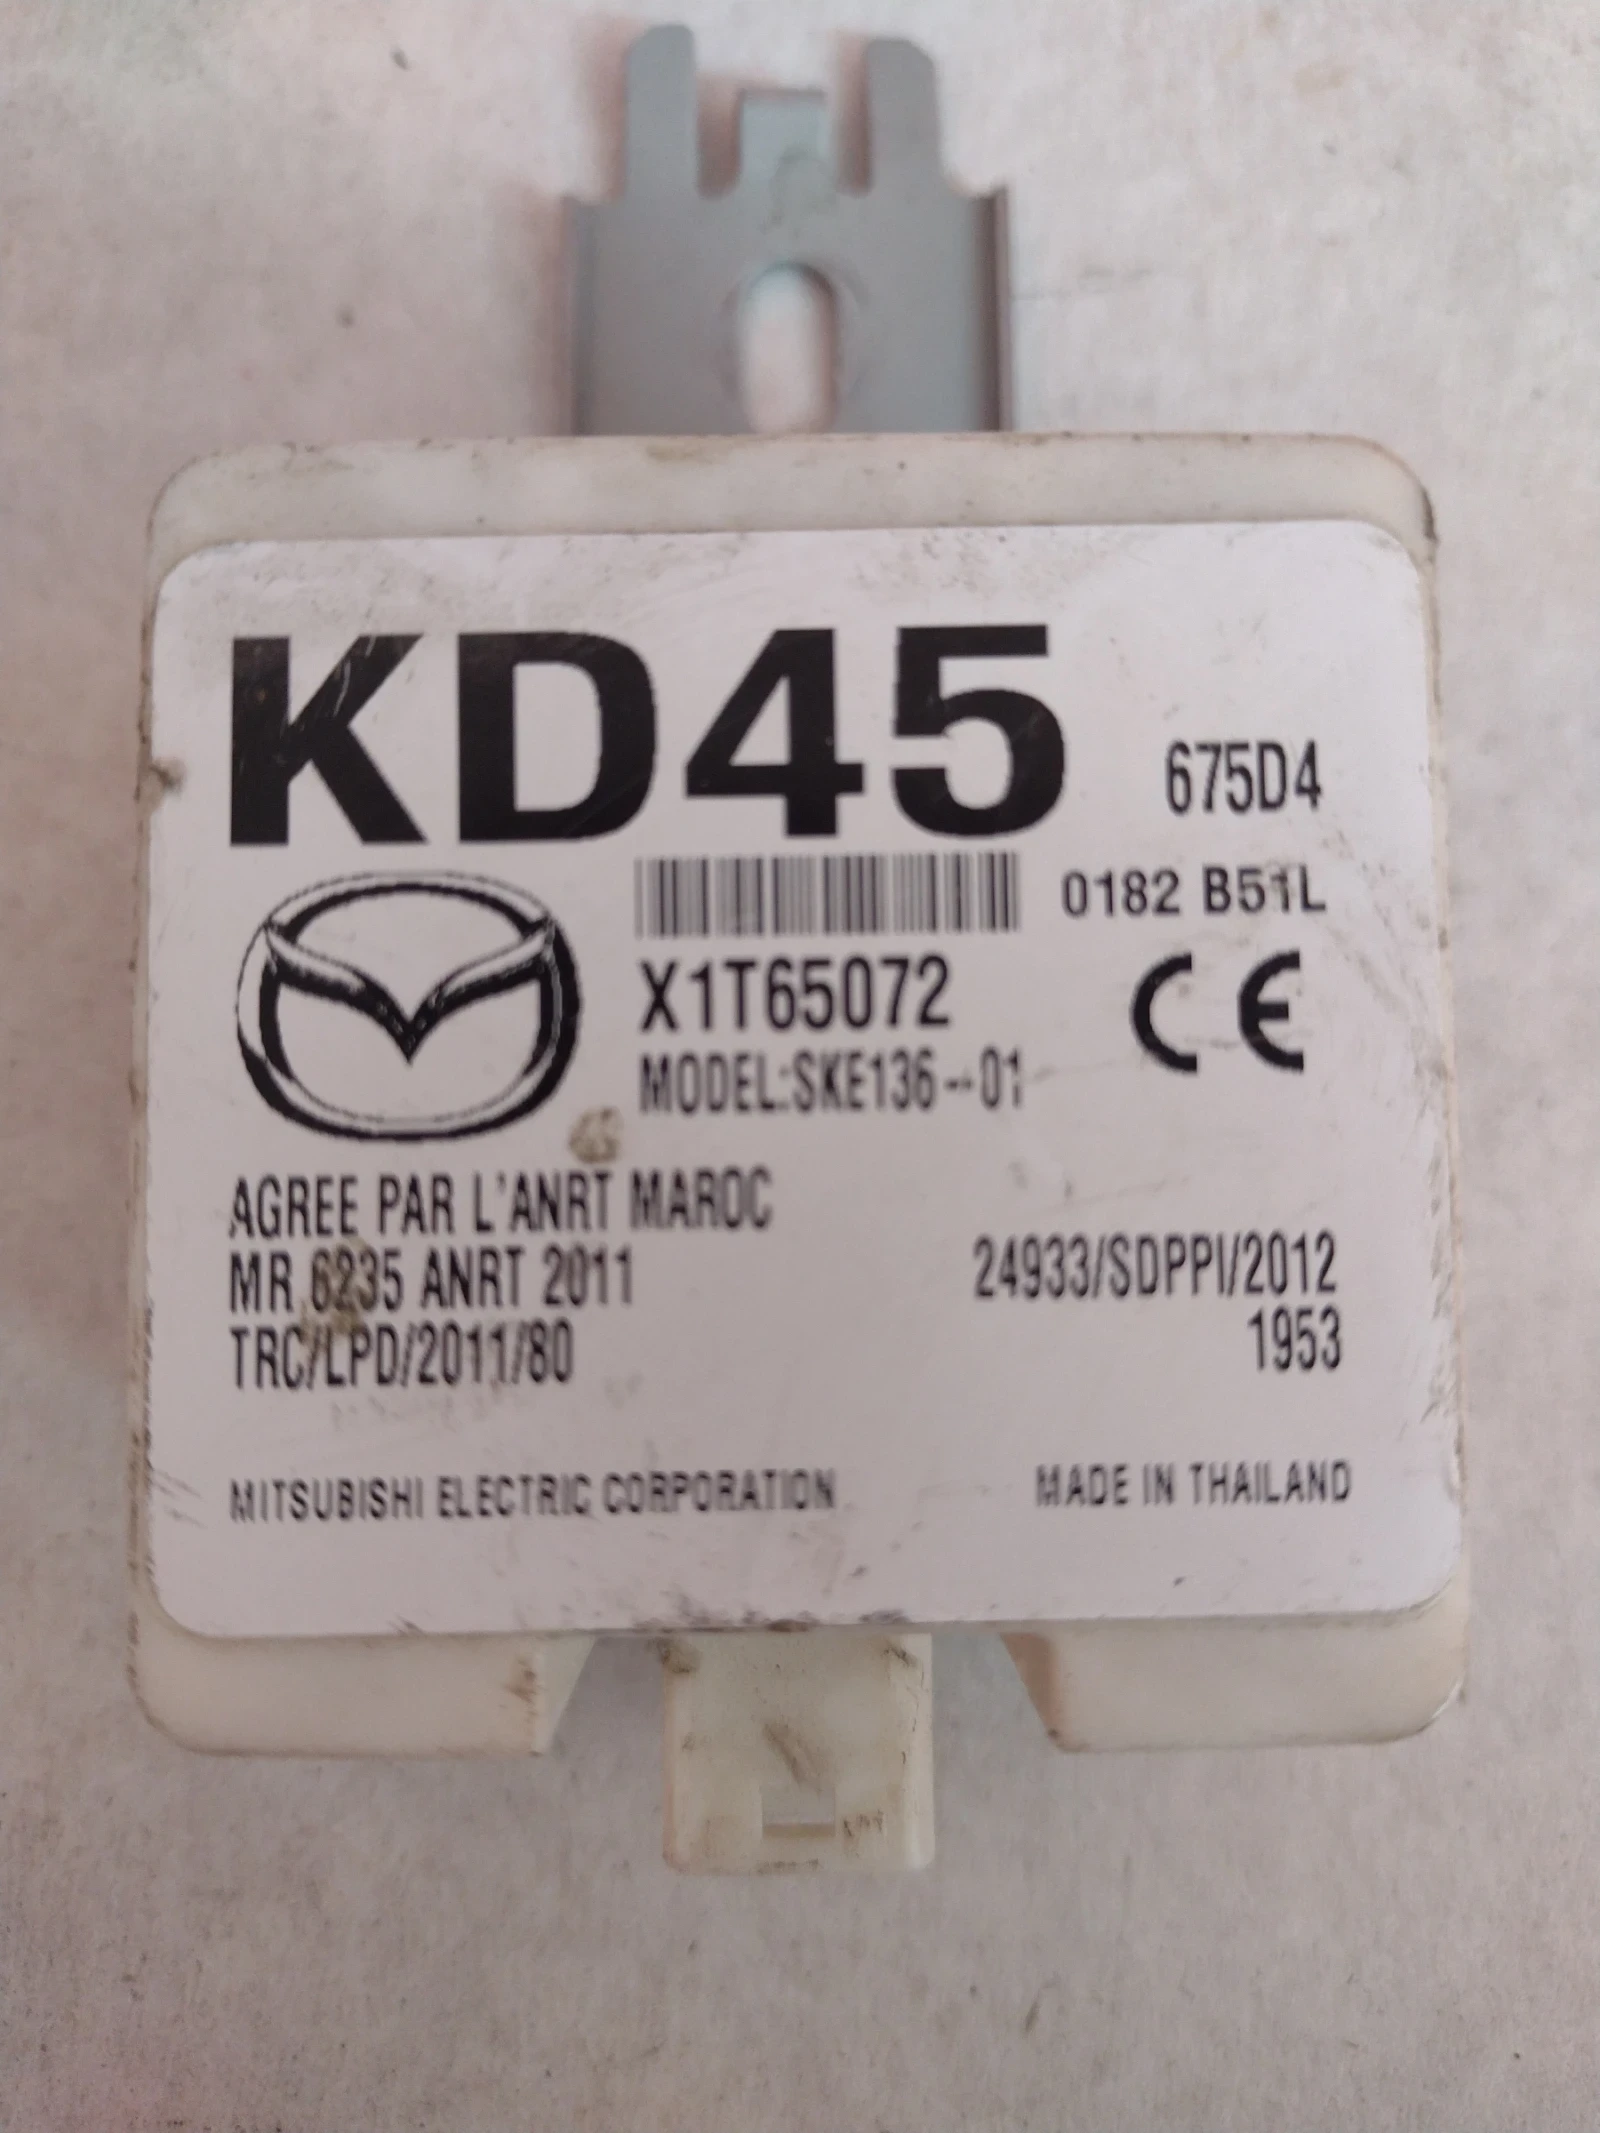 KD45 675D4
0182 B51L
X1T65072
CE
MODEL:SKE136-01
AGREE PAR L'ANRT MAROC
MR 6235 ANRT 2011
24933/SDPPI/2012
TRC/LPD/2011/80
1953
MITSUBISHI ELECTRIC CORPORATION
MADE IN THAILAND